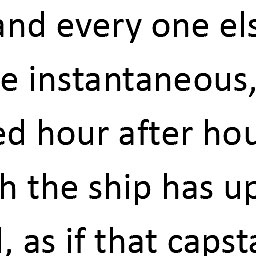 and every one els
e instantaneous,
ed hour after hou
h the ship has up
l, as if that capsta